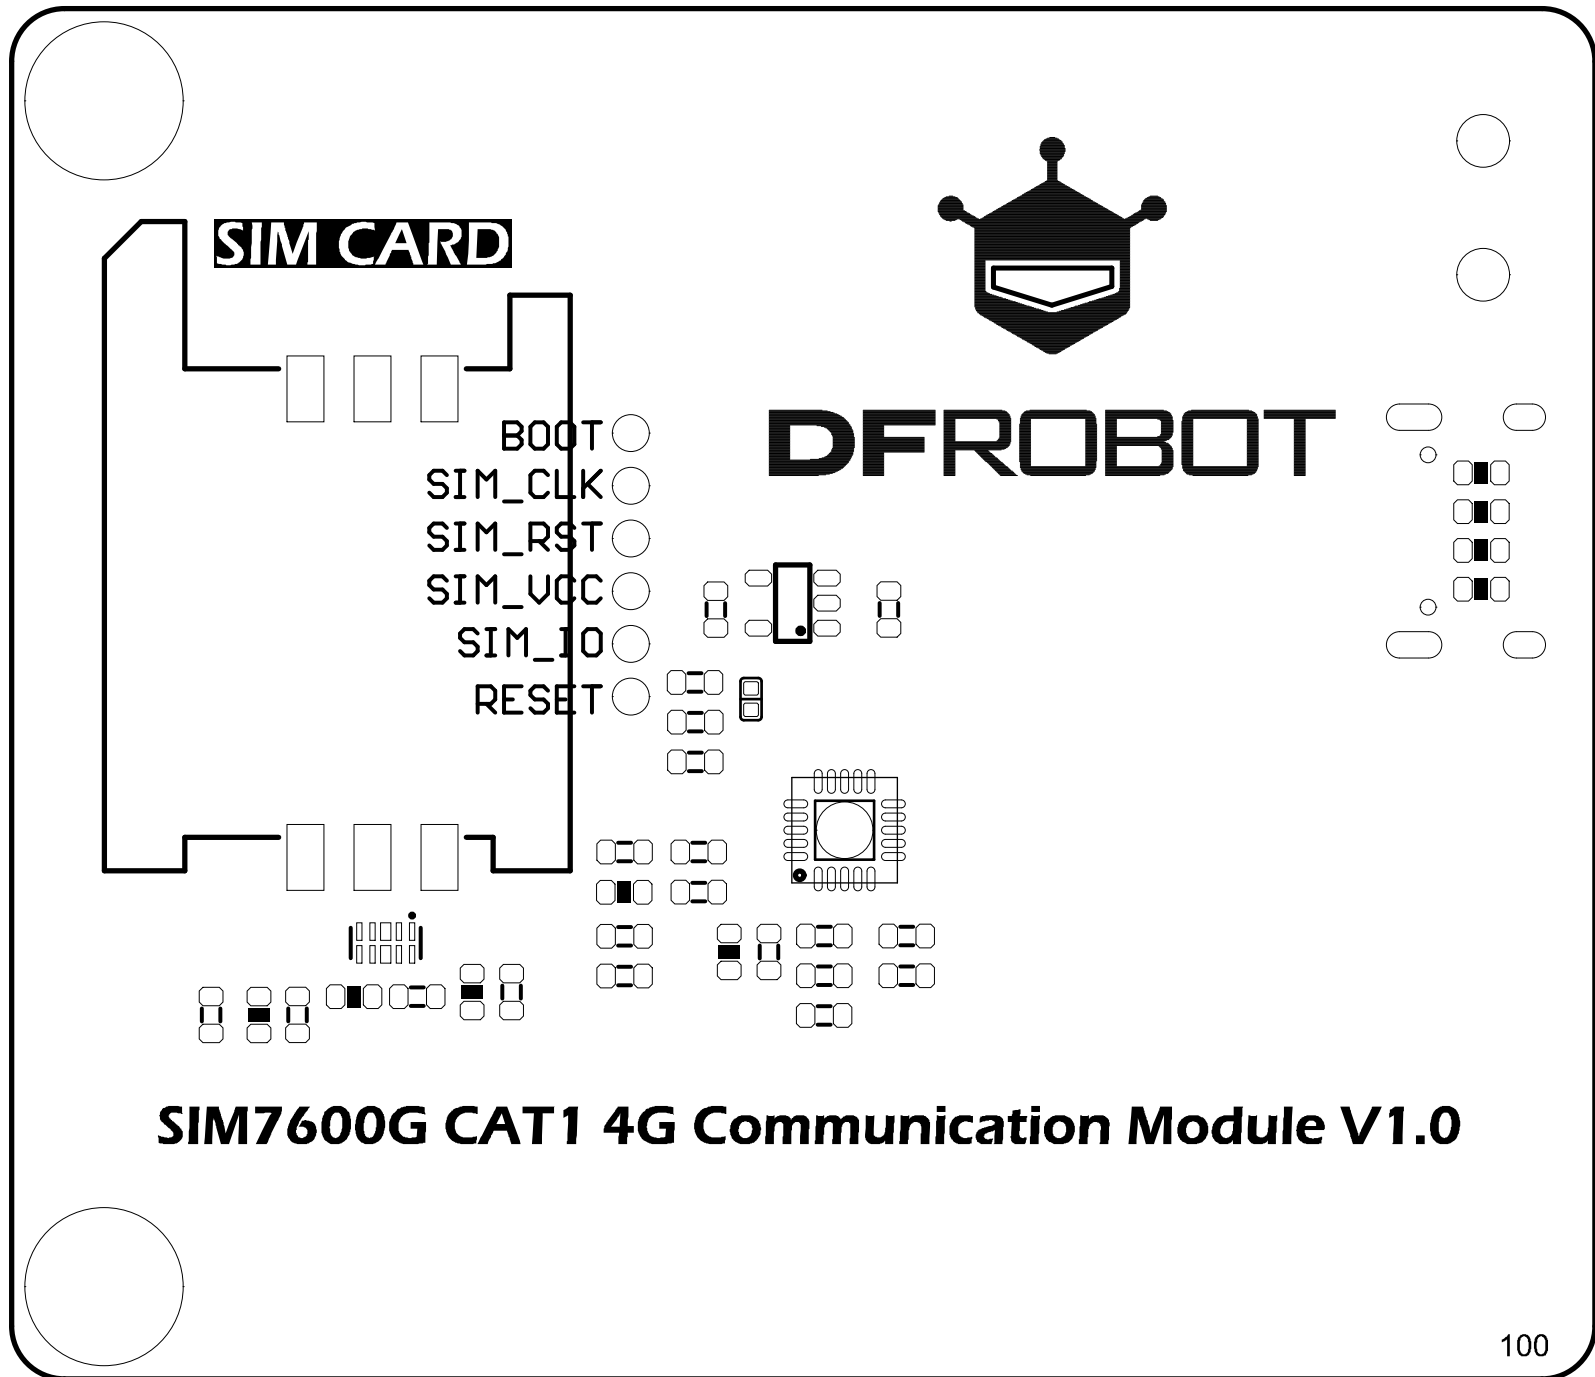 SIM CARD
BOOT
SIM_CLK
DFROBOT
SIM_RST
SIM_VCC
SIM_IO
RESET
SIM7600G CAT1 4G Communication Module V1.0
100